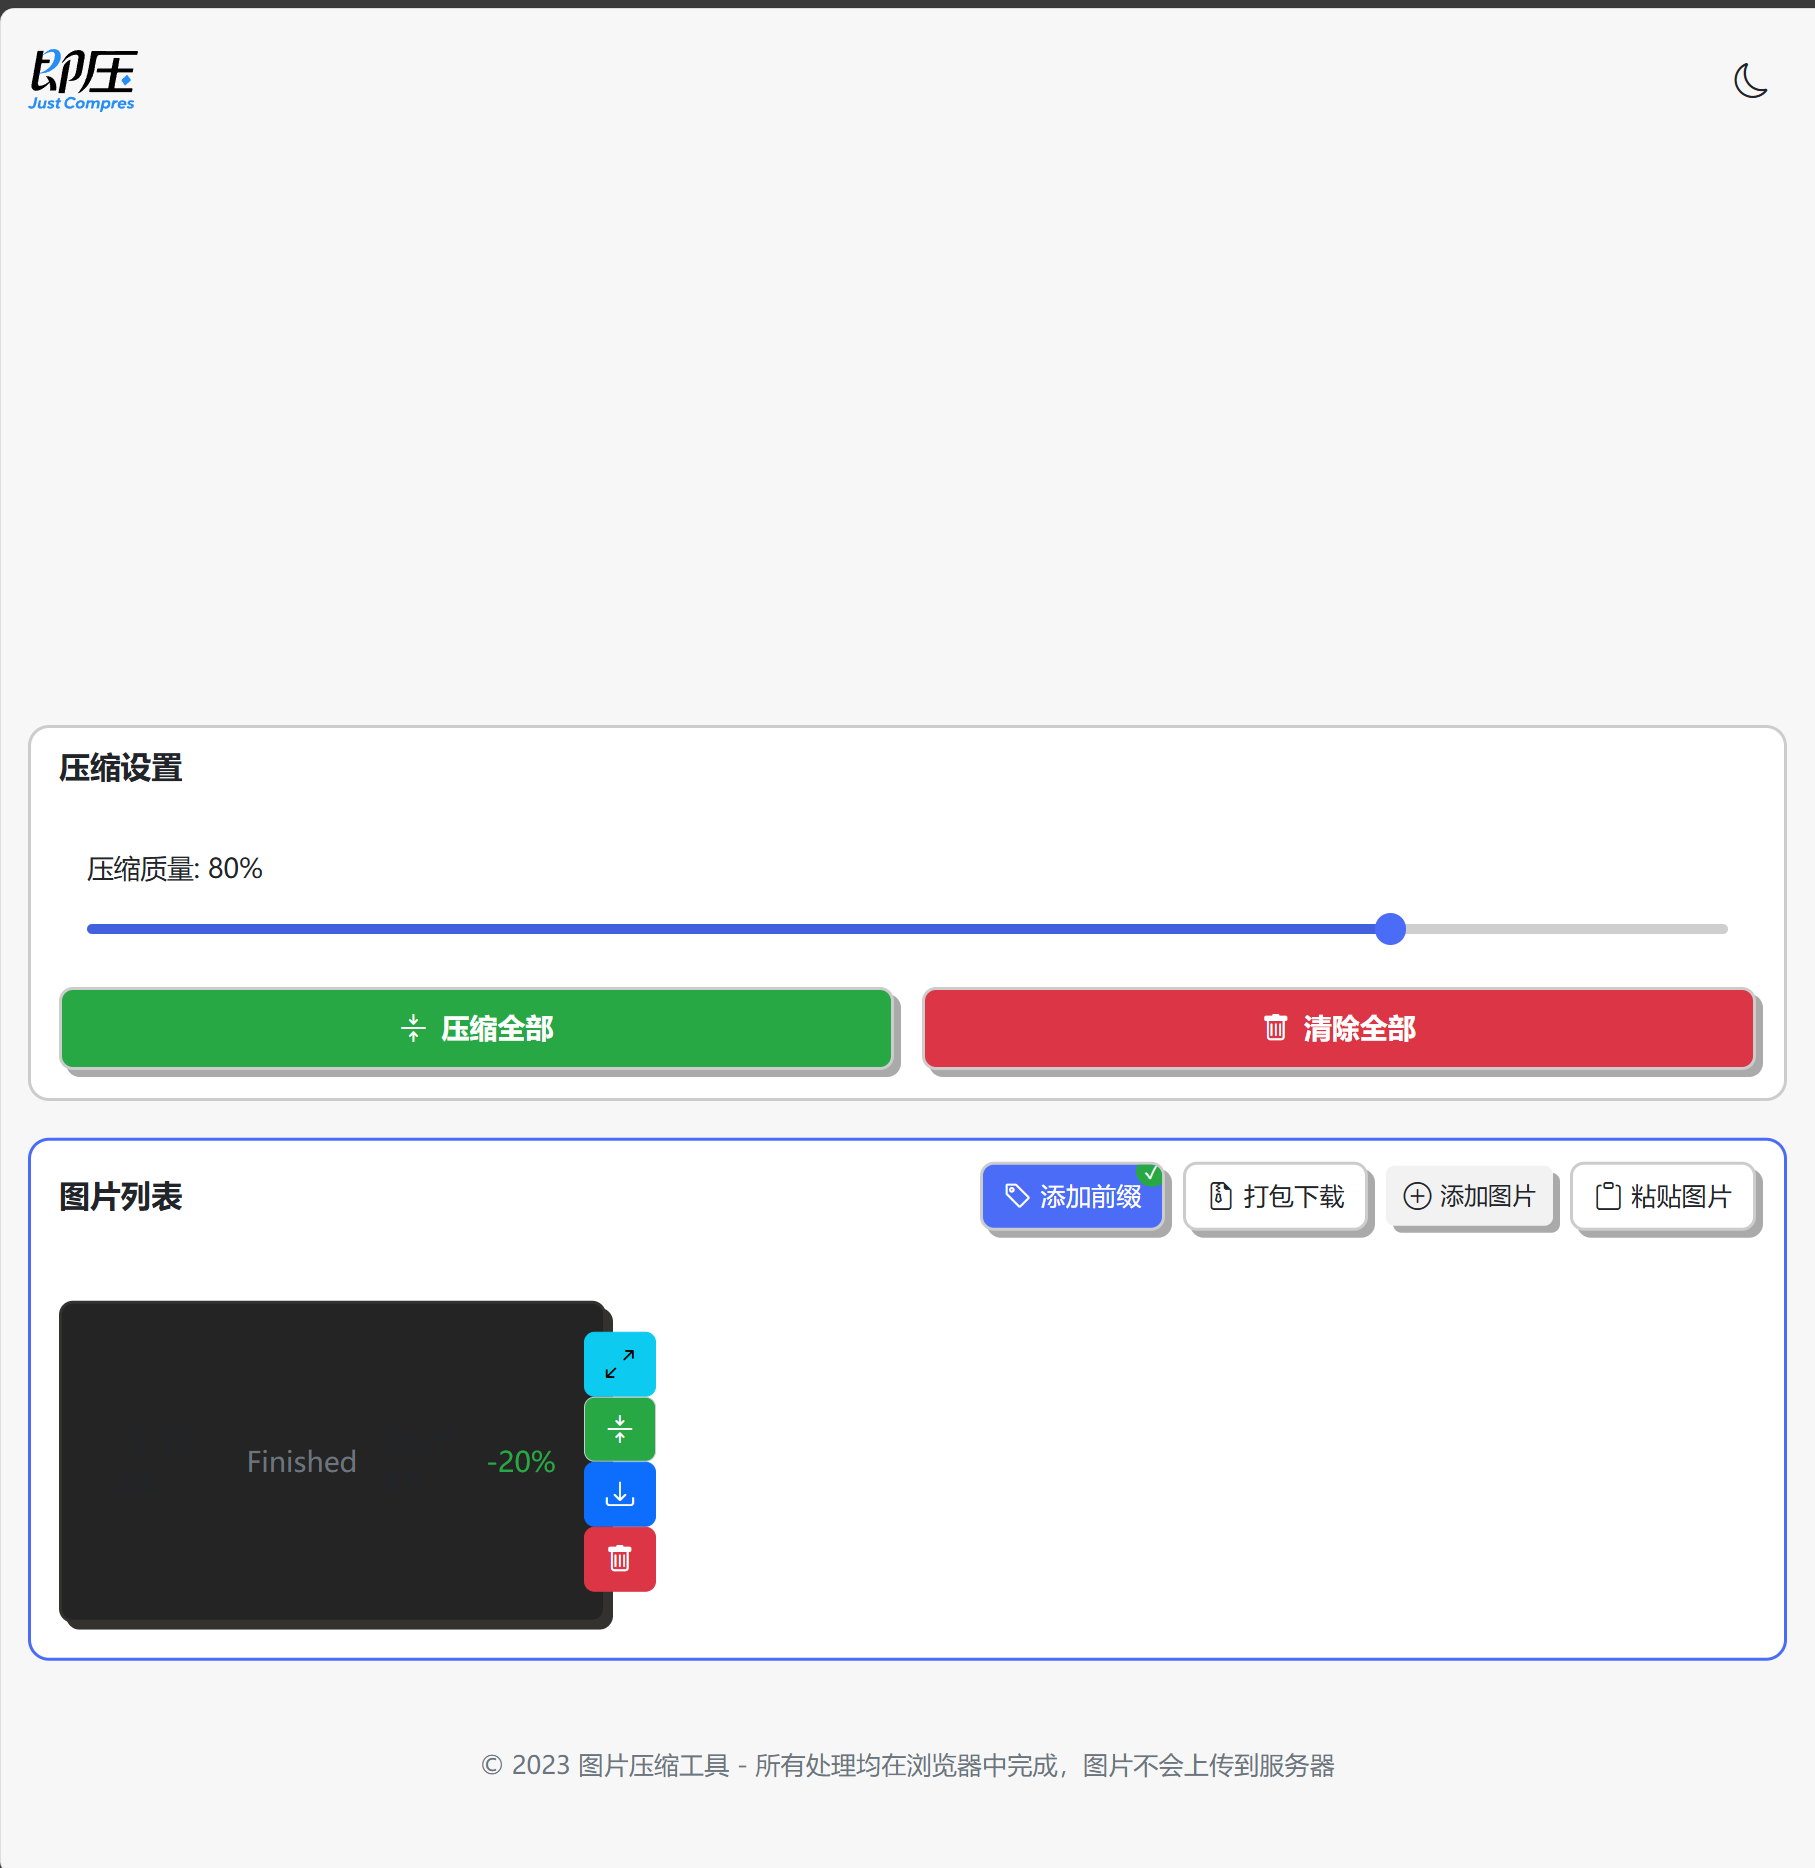 即压
Just Compres
压缩设置
压缩质量: 80%
压缩全部
清除全部
图片列表
添加前缀
打包下载
添加图片
粘贴图片
Finished
-20%
© 2023 图片压缩工具 - 所有处理均在浏览器中完成，图片不会上传到服务器